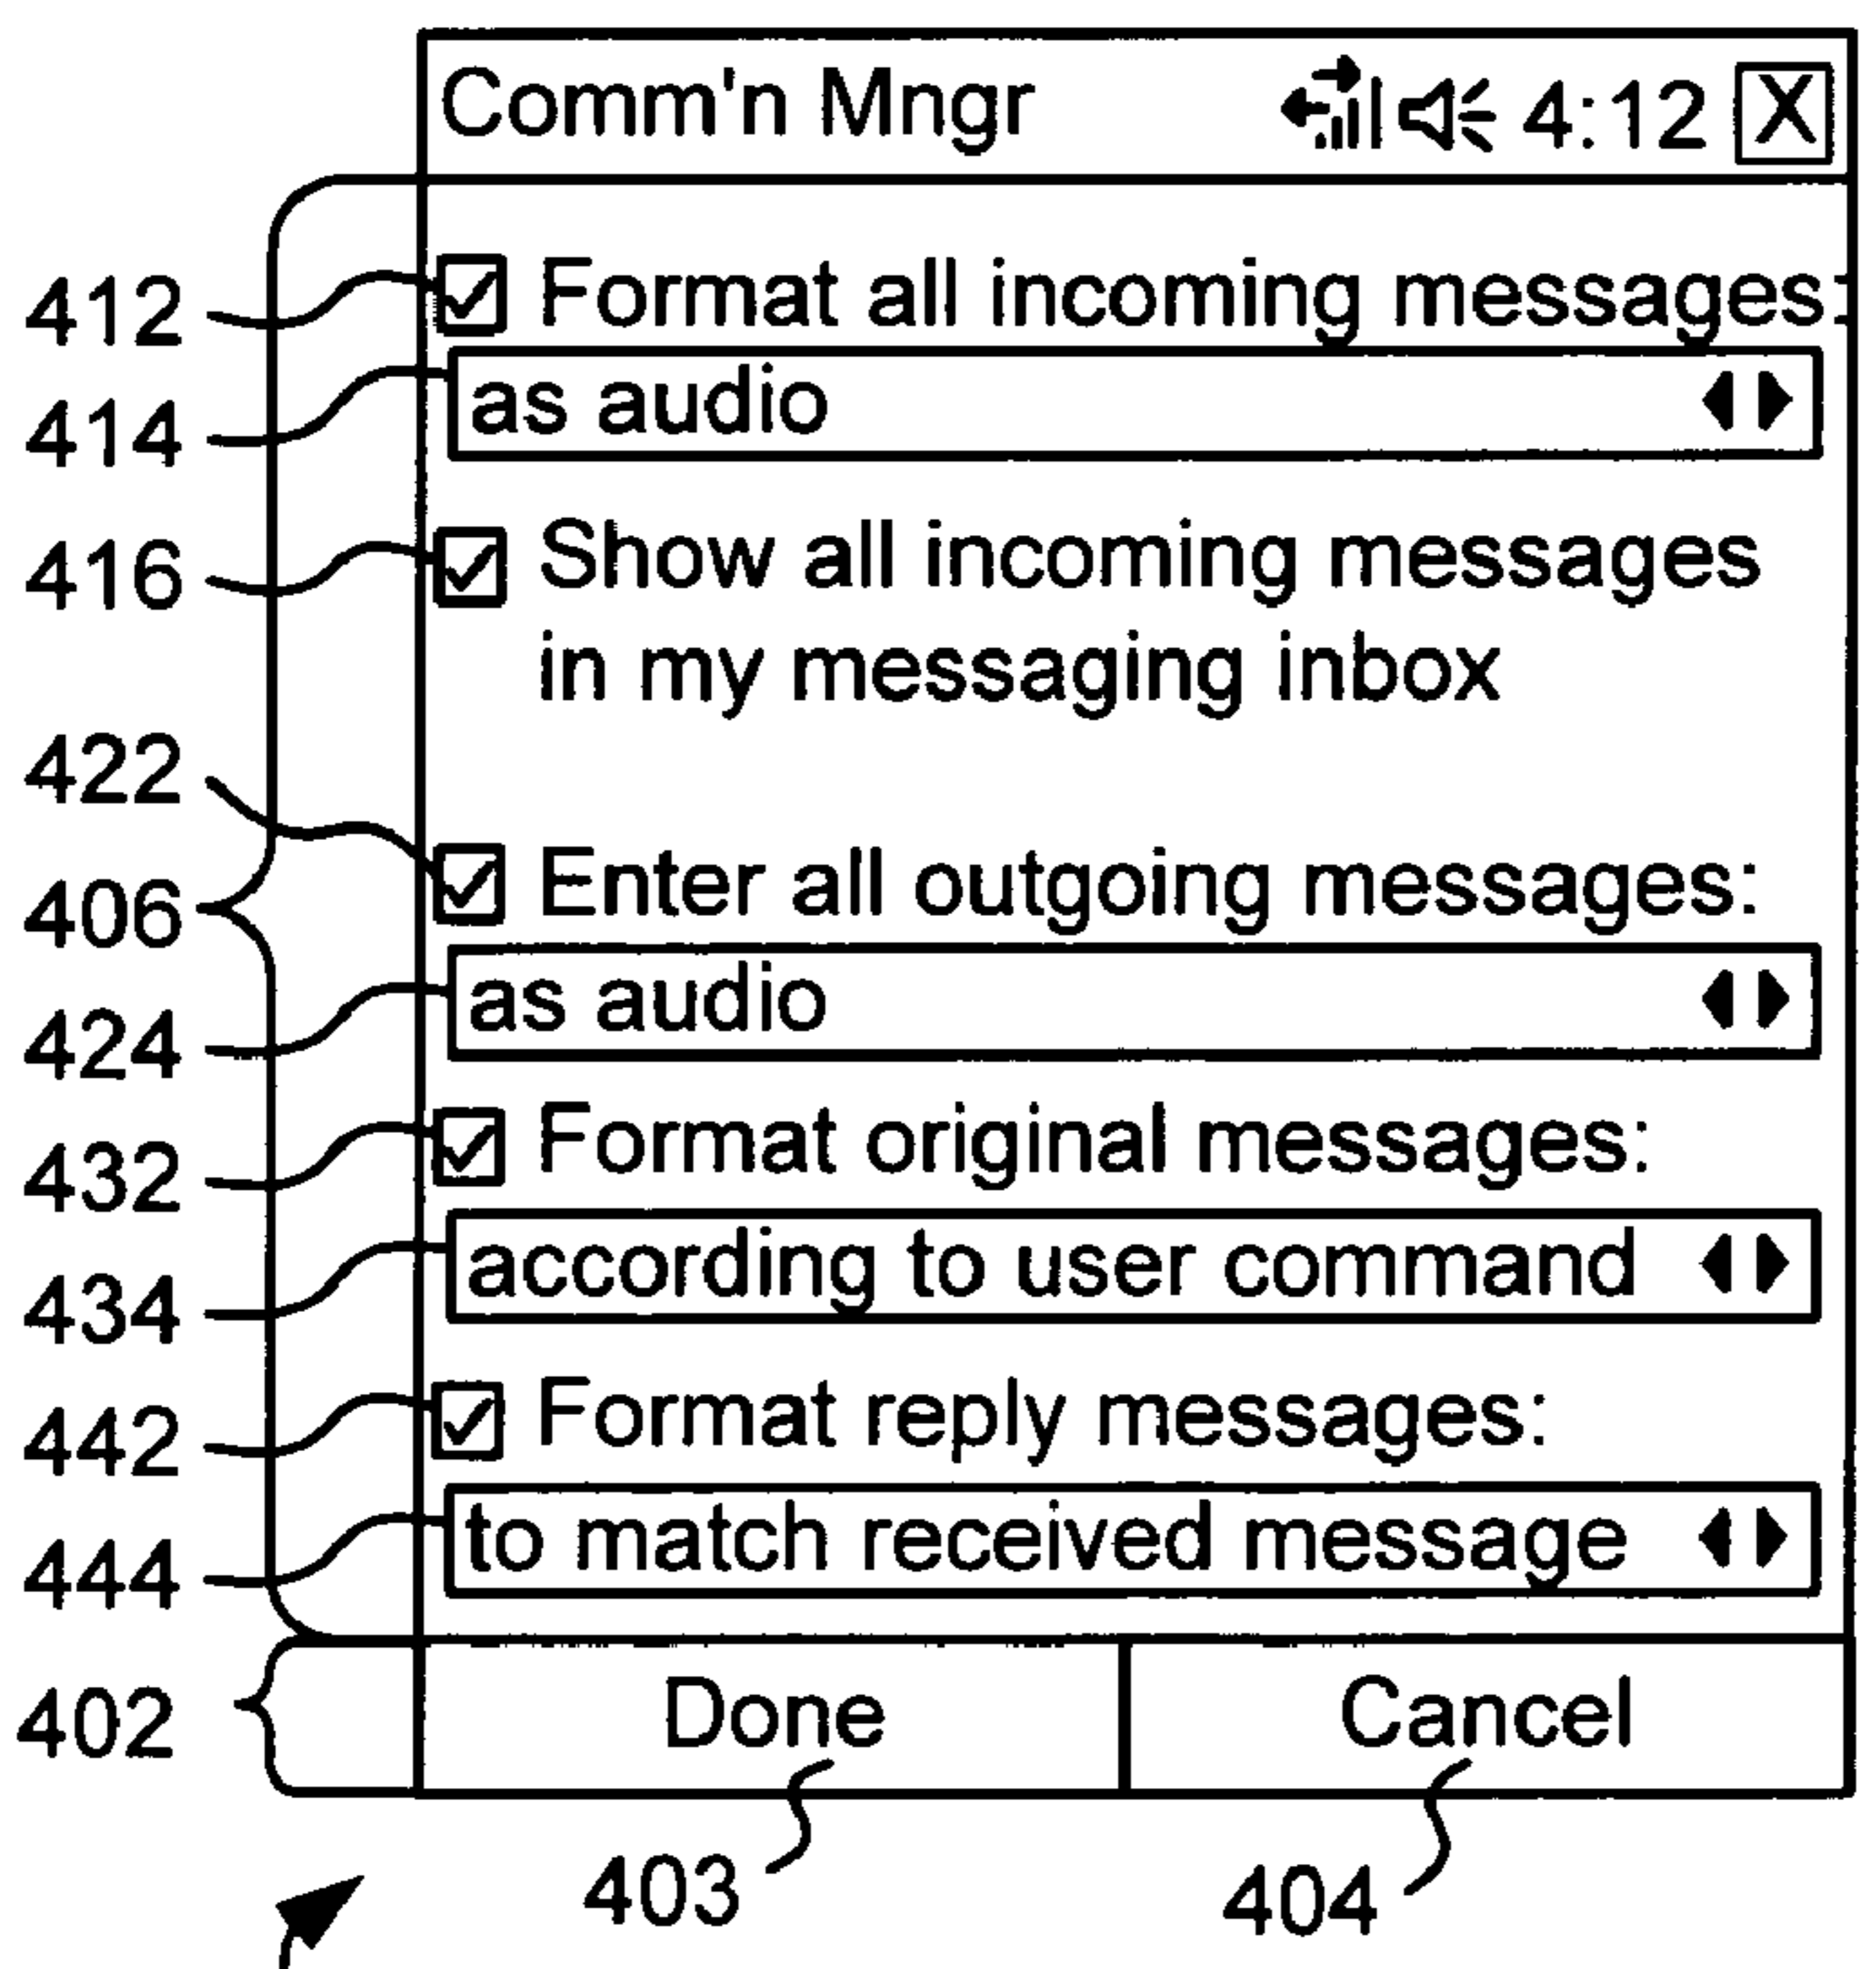 Comm'n Mngr 4:12 X
412 Format all incoming messages:
414 as audio
416 Show all incoming messages
in my messaging inbox
422
406 Enter all outgoing messages:
424 as audio
432 Format original messages:
434 according to user command
442 Format reply messages:
444 to match received message
402 Done Cancel
403 404